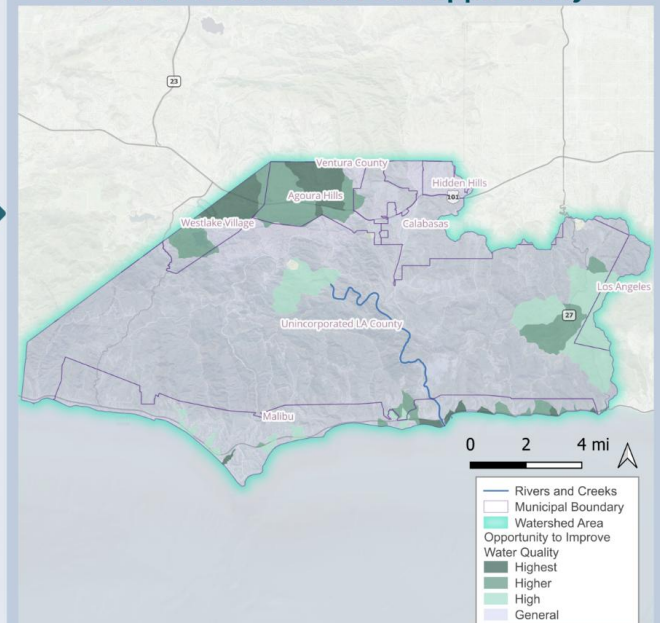 23
Ventura County
Hidden Hills
101
Agoura Hills
Westlake Village
Calabasas
Los Angeles
27
Unincorporated LA County
Malibu
0 2 4 mi
Rivers and Creeks
Municipal Boundary
Watershed Area
Opportunity to Improve
Water Quality
Highest
Higher
High
General